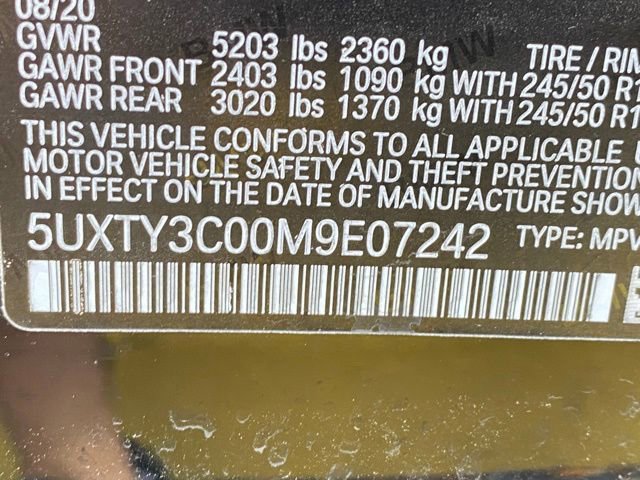 08/20
GVWR 5203 lbs 2360 kg TIRE / RIM
GAWR FRONT 2403 lbs 1090 kg WITH 245/50 R1
GAWR REAR 3020 lbs 1370 kg WITH 245/50 R1
THIS VEHICLE CONFORMS TO ALL APPLICABLE U
MOTOR VEHICLE SAFETY AND THEFT PREVENTION
IN EFFECT ON THE DATE OF MANUFACTURE SHOW
5UXTY3C00M9E07242 TYPE: MPV